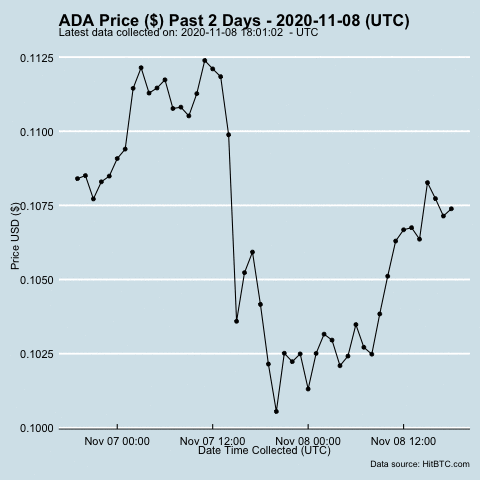 ADA Price ($) Past 2 Days - 2020-11-08 (UTC)
Latest data collected on: 2020-11-08 18:01:02 - UTC
0.1125
0.1100
0.1075
Price USD ($)
0.1050
0.1025
0.1000
Nov 07 00:00 Nov 07 12:00 Nov 08 00:00 Nov 08 12:00
Date Time Collected (UTC)
Data source: HitBTC.com